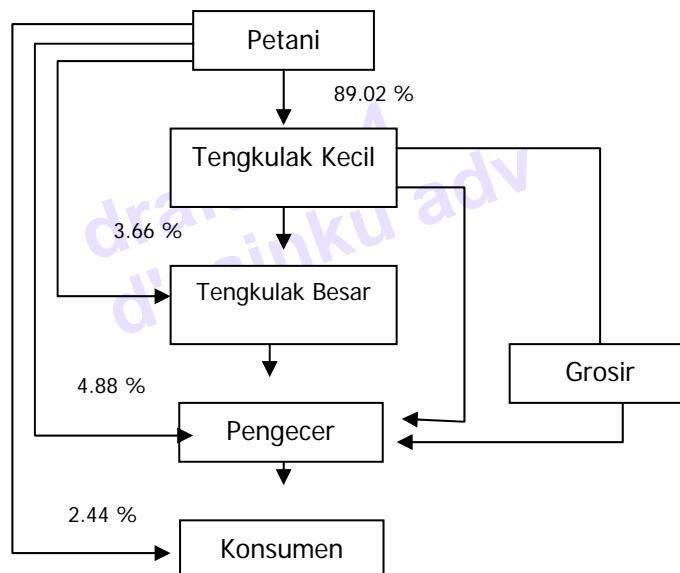 Petani
89.02 %
Tengkulak Kecil
3.66 %
Tengkulak Besar
Grosir
4.88 %
Pengecer
2.44 %
Konsumen